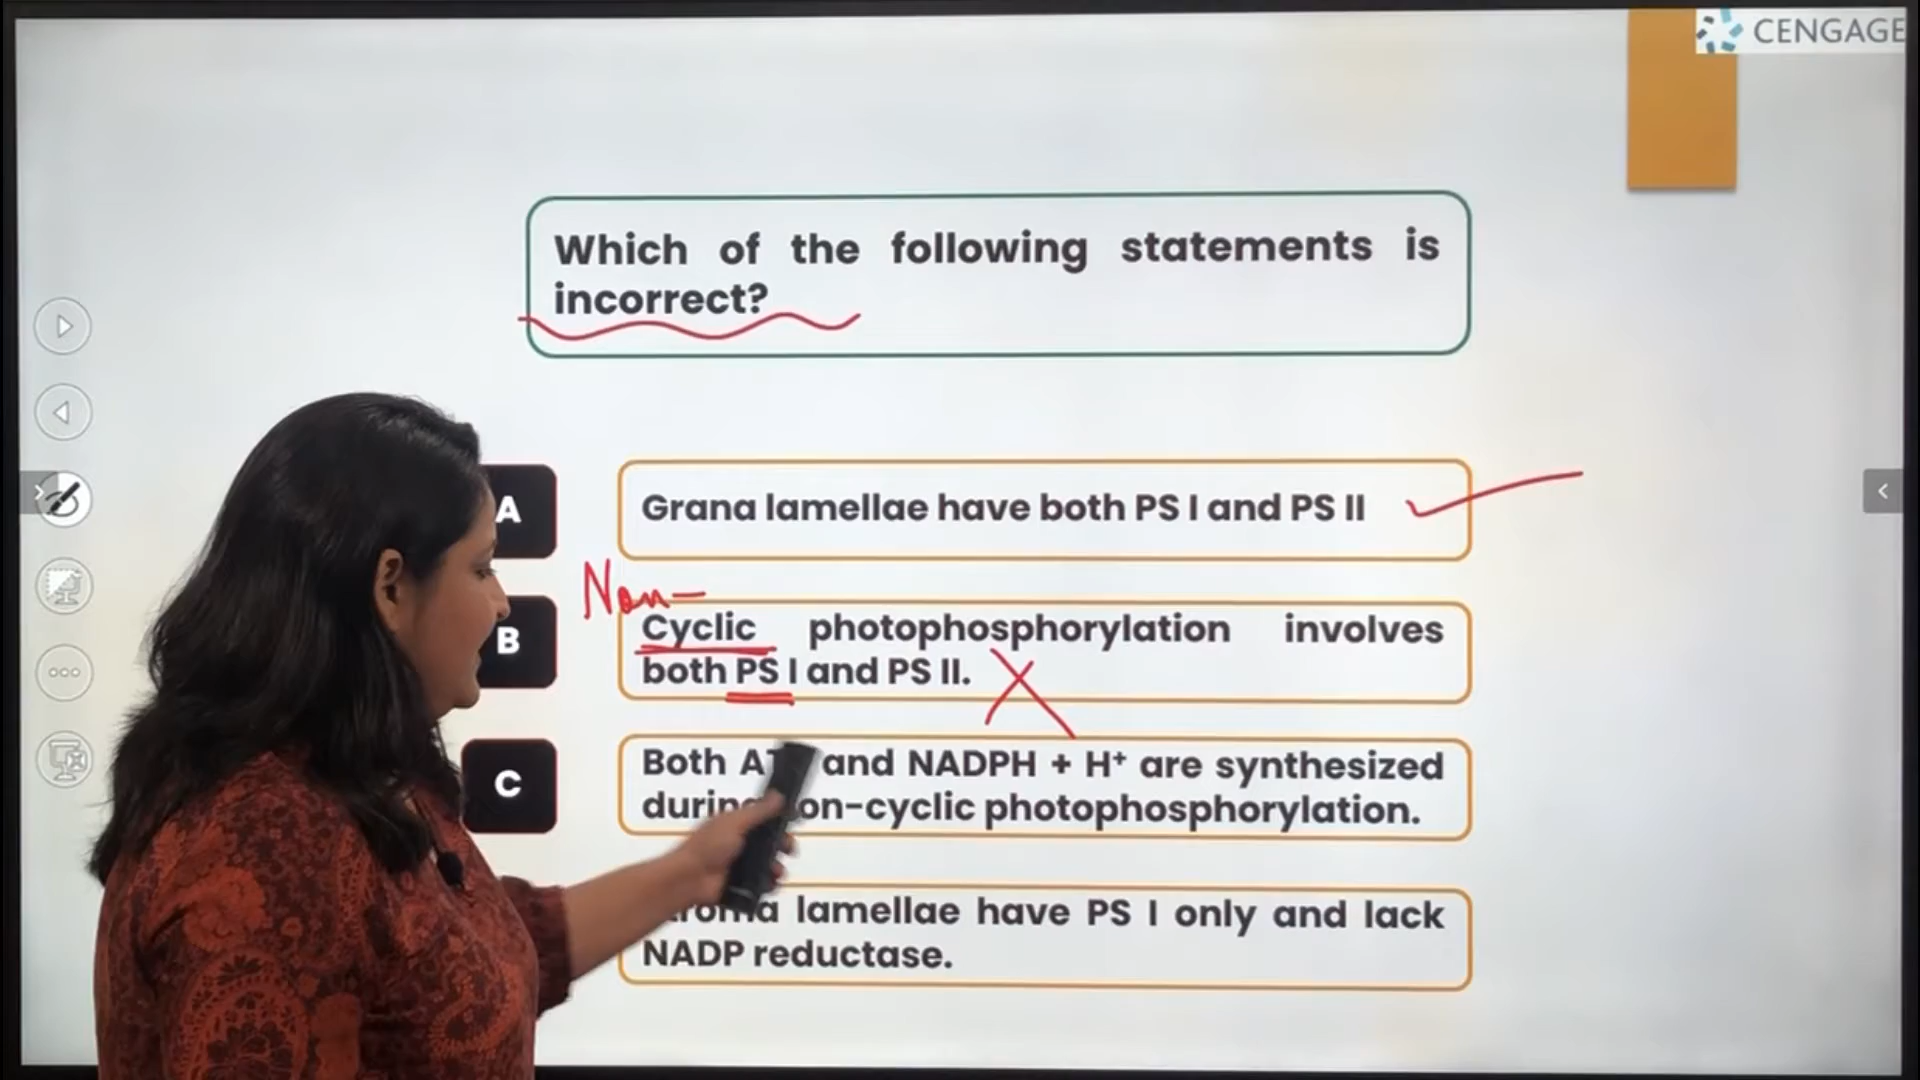 CENGAGE
Which of the following statements is
incorrect?
A
Grana lamellae have both PS I and PS II
Non-
B
Cyclic photophosphorylation involves
both PS I and PS II.
C
Both and NADPH + H⁺ are synthesized
photophosphorylation.
lamellae have PS I only and lack
NADP reductase.